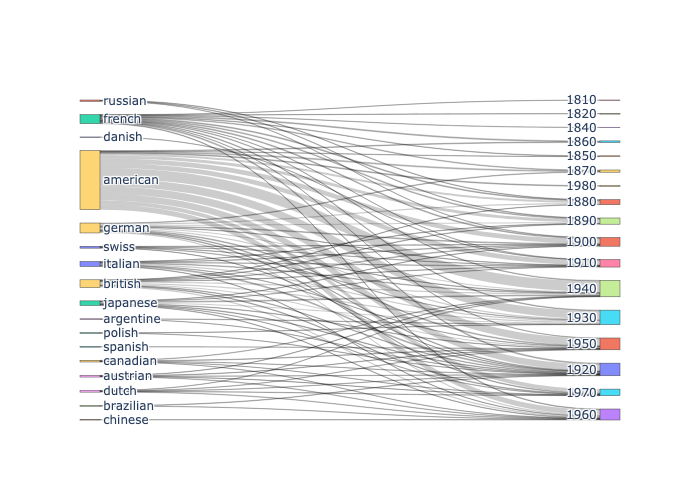 russian
french
danish
american
german
swiss
italian
british
japanese
argentine
polish
spanish
canadian
austrian
dutch
brazilian
chinese
1810
1820
1840
1860
1850
1870
1980
1880
1890
1900
1910
1940
1930
1950
1920
1970
1960